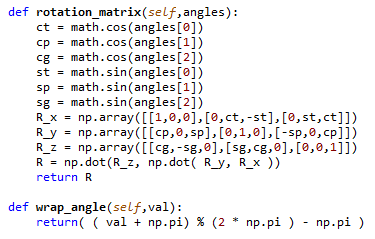 def rotation_matrix(self,angles):
    ct = math.cos(angles[0])
    cp = math.cos(angles[1])
    cg = math.cos(angles[2])
    st = math.sin(angles[0])
    sp = math.sin(angles[1])
    sg = math.sin(angles[2])
    R_x = np.array([[1,0,0],[0,ct,-st],[0,st,ct]])
    R_y = np.array([[cp,0,sp],[0,1,0],[-sp,0,cp]])
    R_z = np.array([[cg,-sg,0],[sg,cg,0],[0,0,1]])
    R = np.dot(R_z, np.dot( R_y, R_x ))
    return R

def wrap_angle(self,val):
    return( ( val + np.pi) % (2 * np.pi ) - np.pi )